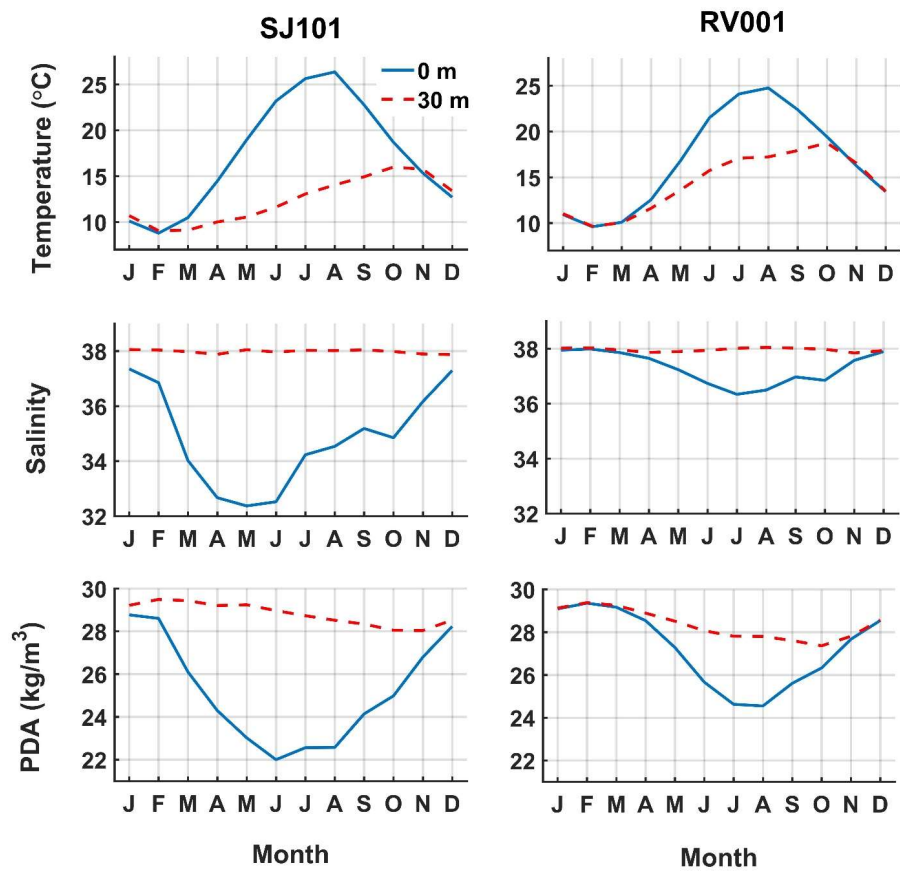 SJ101
RV001
Temperature (°C)
25
20
15
10
0 m
30 m
J F M A M J J A S O N D
25
20
15
10
J F M A M J J A S O N D
Salinity
38
36
34
32
J F M A M J J A S O N D
38
36
34
32
J F M A M J J A S O N D
PDA (kg/m³)
30
28
26
24
22
J F M A M J J A S O N D
Month
30
28
26
24
22
J F M A M J J A S O N D
Month